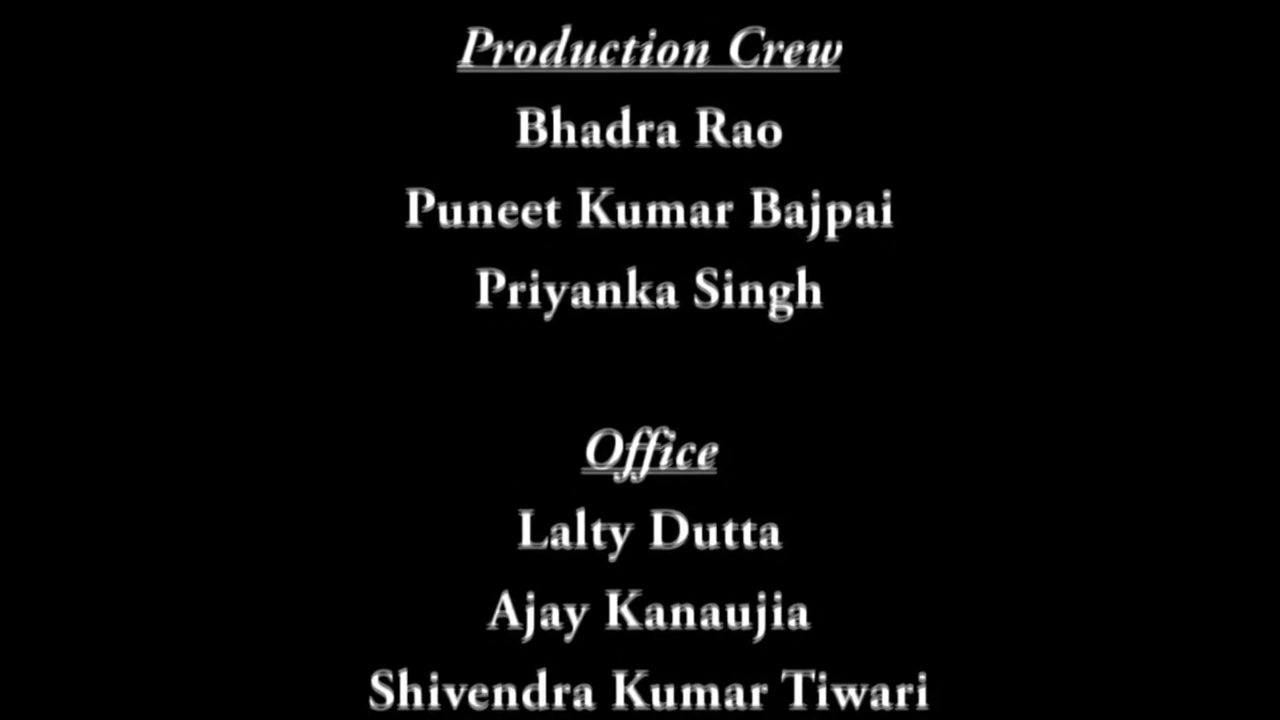 Production Crew
Bhadra Rao
Puneet Kumar Bajpai
Priyanka Singh
Office
Lalty Dutta
Ajay Kanaujia
Shivendra Kumar Tiwari